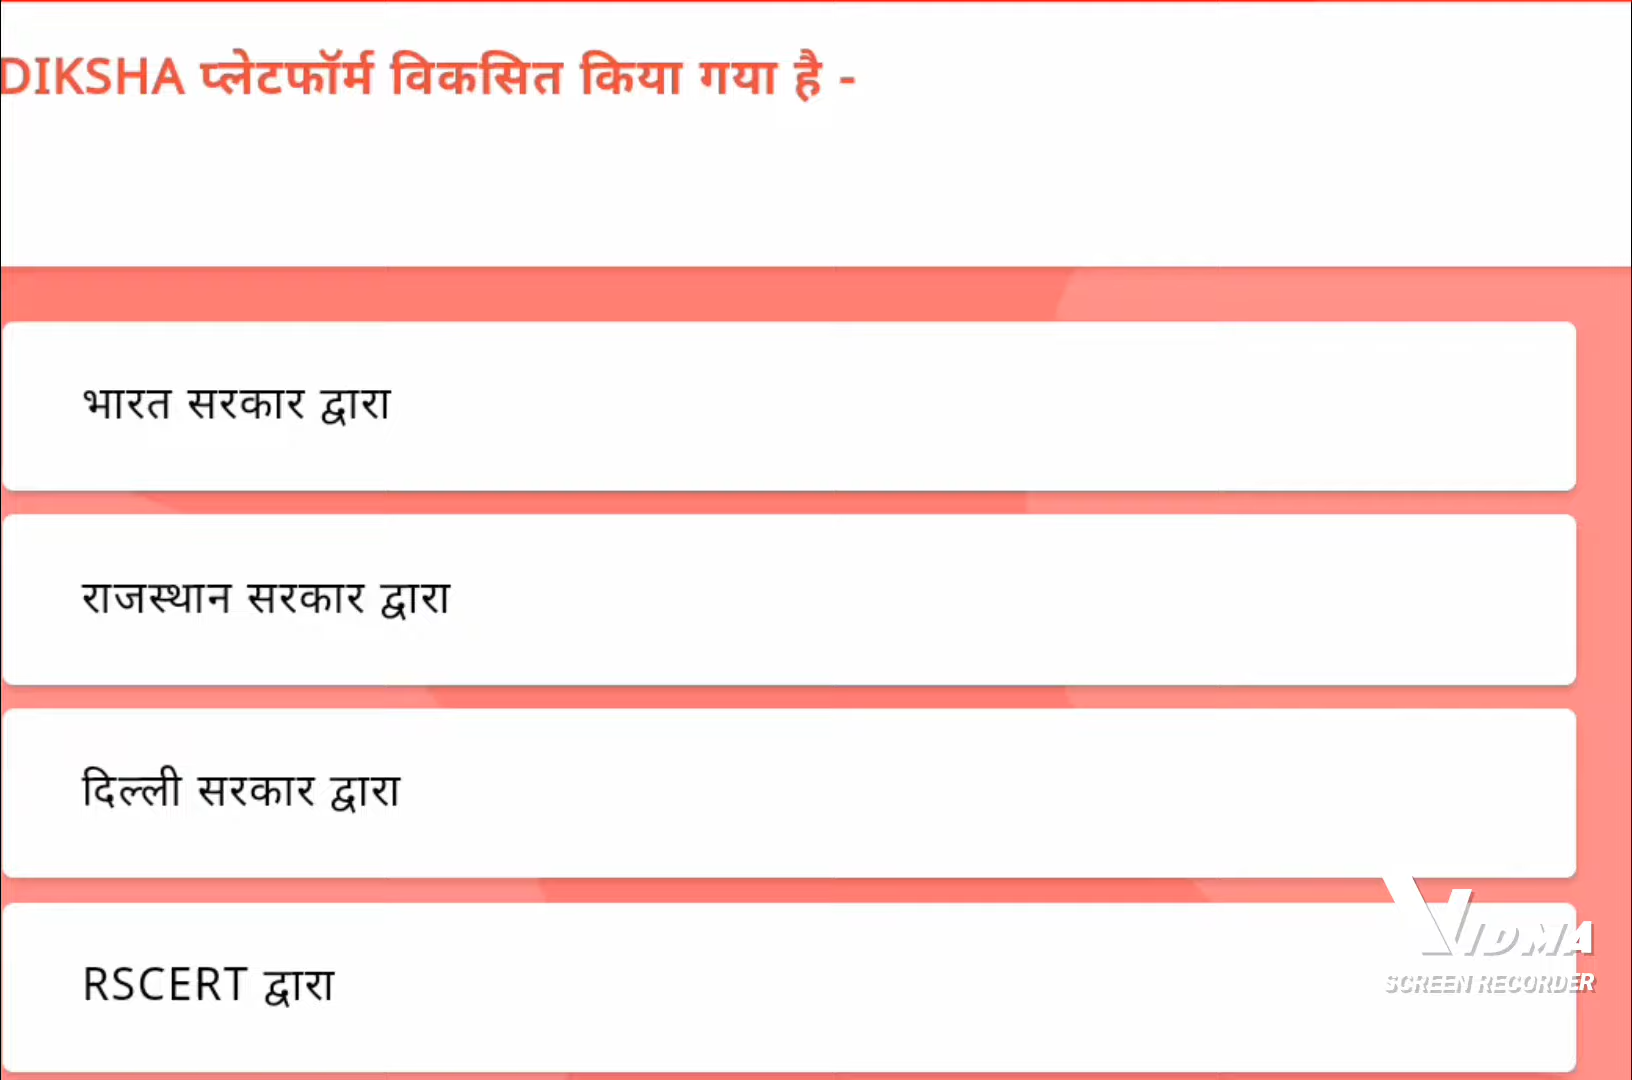 DIKSHA प्लेटफॉर्म विकसित किया गया है -
भारत सरकार द्वारा
राजस्थान सरकार द्वारा
दिल्ली सरकार द्वारा
RSCERT द्वारा
VIDMA
SCREEN RECORDER